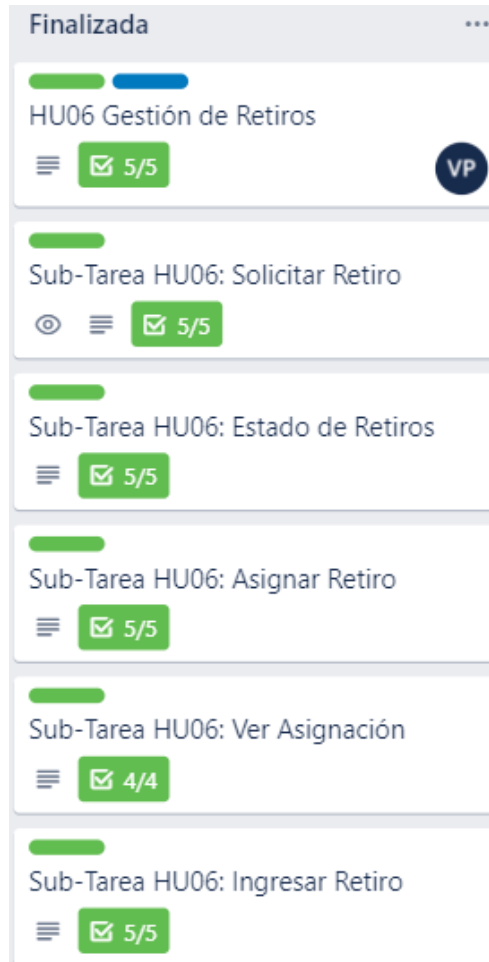 Finalizada
HU06 Gestión de Retiros
5/5
VP
Sub-Tarea HU06: Solicitar Retiro
5/5
Sub-Tarea HU06: Estado de Retiros
5/5
Sub-Tarea HU06: Asignar Retiro
5/5
Sub-Tarea HU06: Ver Asignación
4/4
Sub-Tarea HU06: Ingresar Retiro
5/5